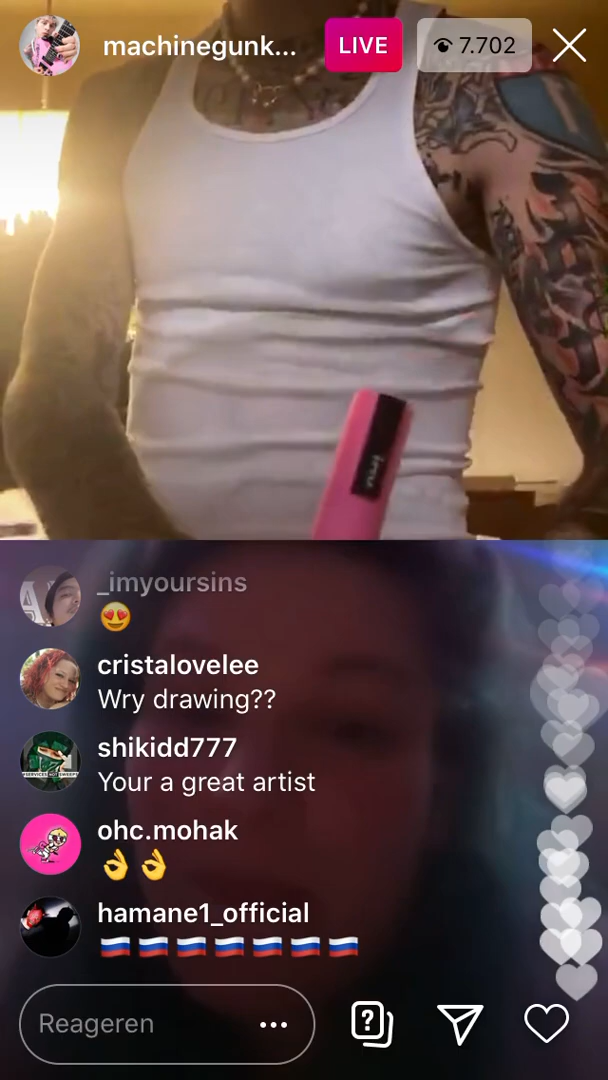 machinegunk...
LIVE
7.702
_imyoursins
😍
cristalovelee
Wry drawing??
shikidd777
Your a great artist
ohc.mohak
👌👌
hamane1_official
🇷🇺🇷🇺🇷🇺🇷🇺🇷🇺🇷🇺🇷🇺
Reageren